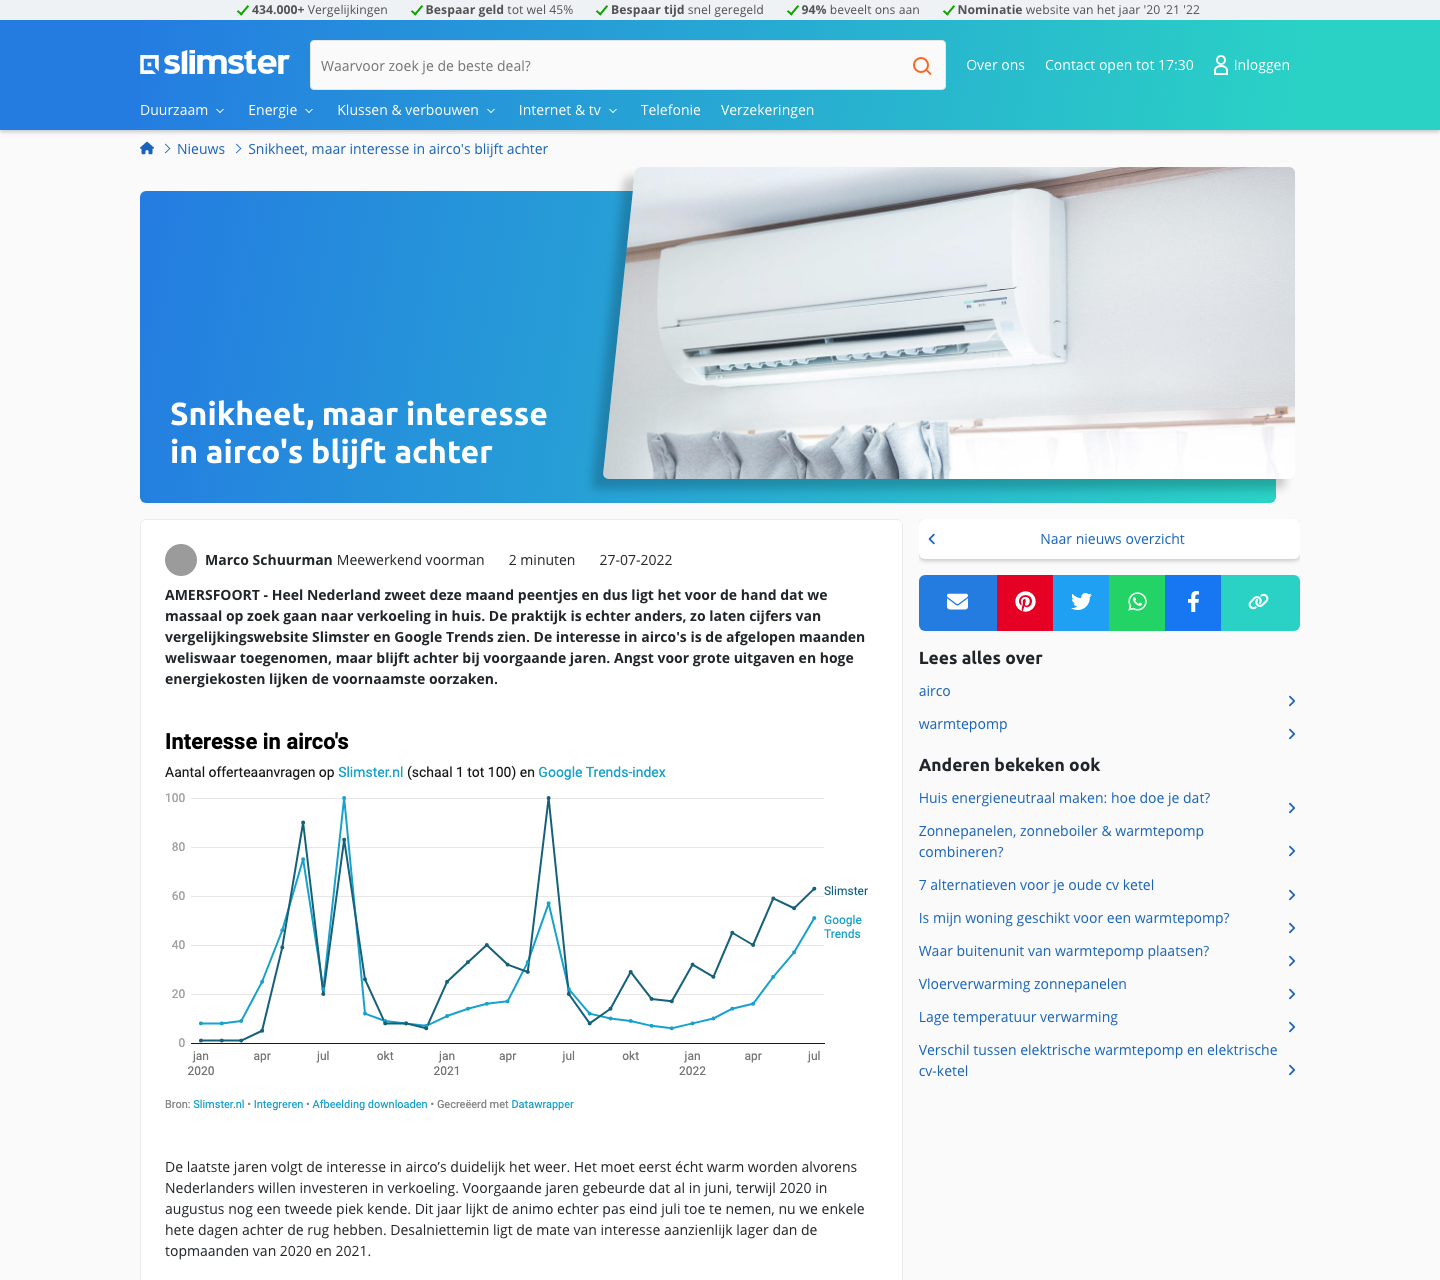 434.000+ Vergelijkingen Bespaar geld tot wel 45% Bespaar tijd snel geregeld 94% beveelt ons aan Nominatie website van het jaar '20 '21 '22
slimster
Waarvoor zoek je de beste deal?
Over ons Contact open tot 17:30 Inloggen
Duurzaam Energie Klussen & verbouwen Internet & tv Telefonie Verzekeringen
Nieuws Snikheet, maar interesse in airco's blijft achter
Snikheet, maar interesse
in airco's blijft achter
Marco Schuurman Meewerkend voorman 2 minuten 27-07-2022
AMERSFOORT - Heel Nederland zweet deze maand peentjes en dus ligt het voor de hand dat we
massaal op zoek gaan naar verkoeling in huis. De praktijk is echter anders, zo laten cijfers van
vergelijkingswebsite Slimster en Google Trends zien. De interesse in airco's is de afgelopen maanden
weliswaar toegenomen, maar blijft achter bij voorgaande jaren. Angst voor grote uitgaven en hoge
energiekosten lijken de voornaamste oorzaken.
Interesse in airco's
Aantal offerteaanvragen op Slimster.nl (schaal 1 tot 100) en Google Trends-index
100
80
60
40
20
0
Slimster
Google
Trends
jan apr jul okt jan apr jul okt jan apr jul
2020 2021 2022
Bron: Slimster.nl • Integreren • Afbeelding downloaden • Gecreëerd met Datawrapper
De laatste jaren volgt de interesse in airco’s duidelijk het weer. Het moet eerst écht warm worden alvorens
Nederlanders willen investeren in verkoeling. Voorgaande jaren gebeurde dat al in juni, terwijl 2020 in
augustus nog een tweede piek kende. Dit jaar lijkt de animo echter pas eind juli toe te nemen, nu we enkele
hete dagen achter de rug hebben. Desalniettemin ligt de mate van interesse aanzienlijk lager dan de
topmaanden van 2020 en 2021.
Naar nieuws overzicht
Lees alles over
airco
warmtepomp
Anderen bekeken ook
Huis energieneutraal maken: hoe doe je dat?
Zonnepanelen, zonneboiler & warmtepomp
combineren?
7 alternatieven voor je oude cv ketel
Is mijn woning geschikt voor een warmtepomp?
Waar buitenunit van warmtepomp plaatsen?
Vloerverwarming zonnepanelen
Lage temperatuur verwarming
Verschil tussen elektrische warmtepomp en elektrische
cv-ketel